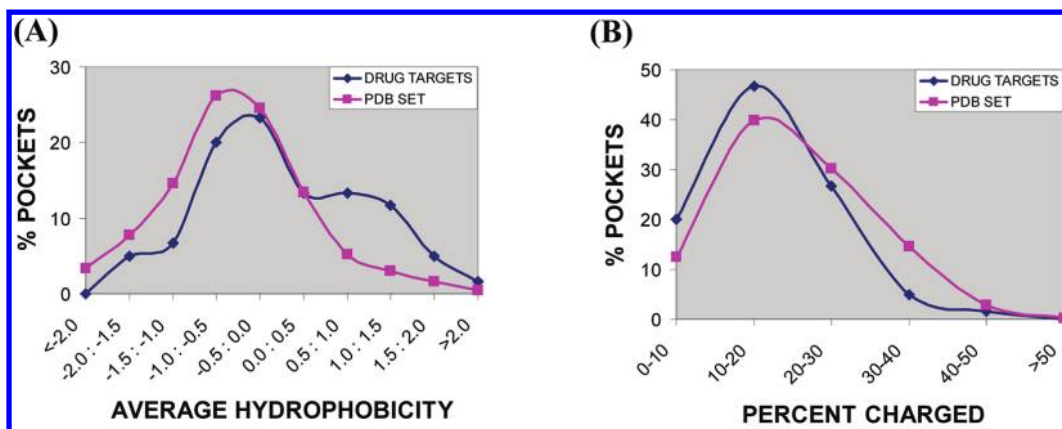 (A)
30
20
10
0
% POCKETS
DRUG TARGETS
PDB SET
<-2.0
-2.0 : -1.5
-1.5 : -1.0
-1.0 : -0.5
-0.5 : 0.0
0.0 : 0.5
0.5 : 1.0
1.0 : 1.5
1.5 : 2.0
>2.0
AVERAGE HYDROPHOBICITY
(B)
50
40
30
20
10
0
% POCKETS
DRUG TARGETS
PDB SET
0-10
10-20
20-30
30-40
40-50
>50
PERCENT CHARGED